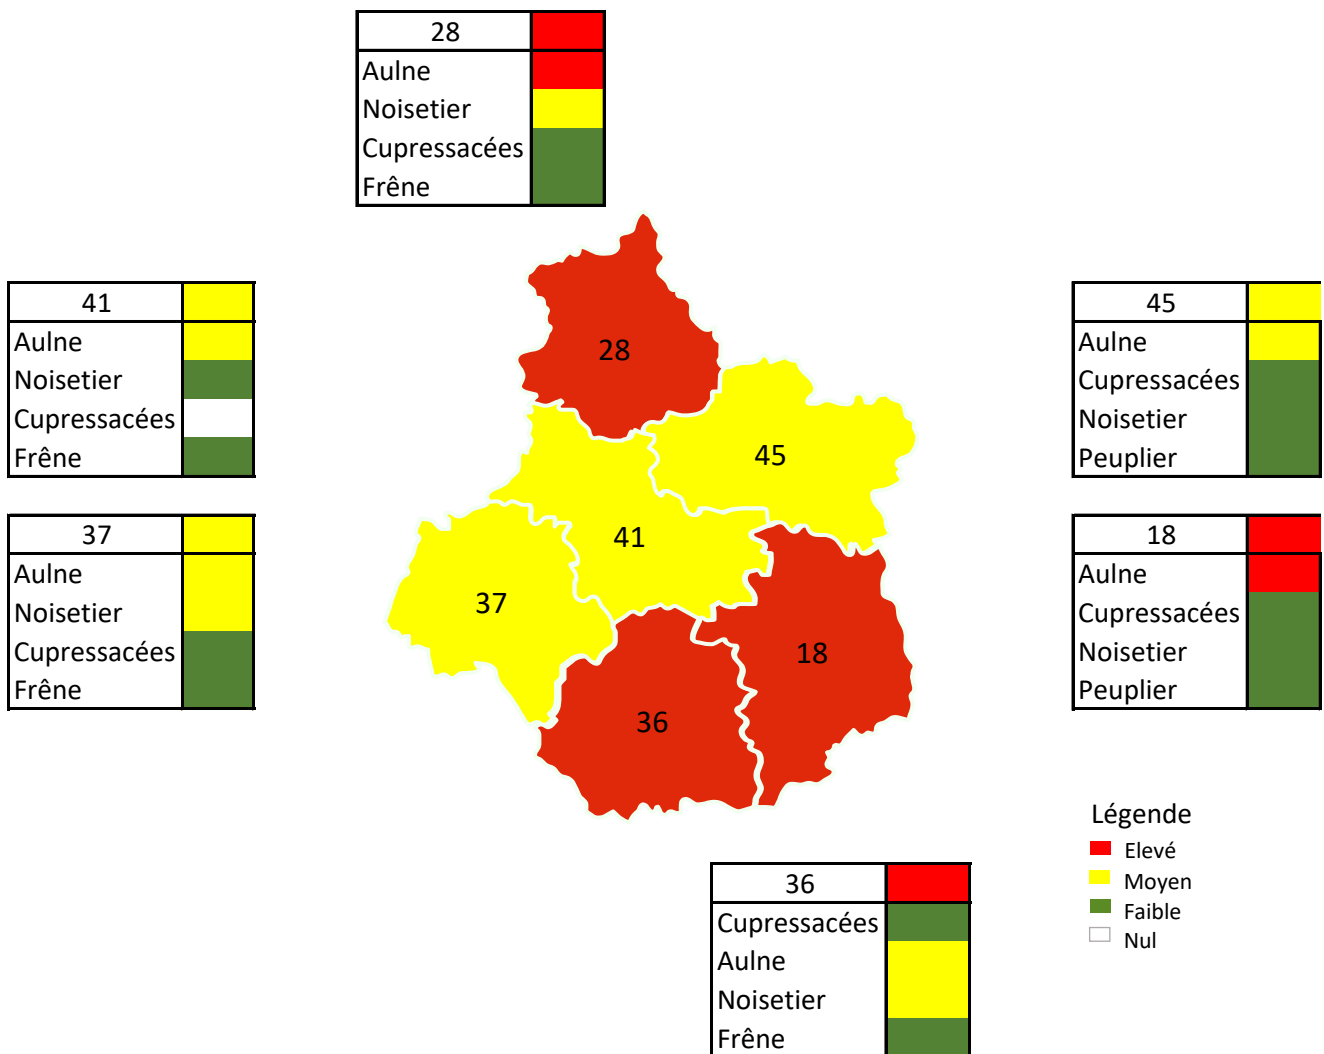 28
Aulne
Noisetier
Cupressacées
Frêne
41
Aulne
Noisetier
Cupressacées
Frêne
45
Aulne
Cupressacées
Noisetier
Peuplier
37
Aulne
Noisetier
Cupressacées
Frêne
18
Aulne
Cupressacées
Noisetier
Peuplier
28
45
41
37
18
36
Légende
Elevé
Moyen
Faible
Nul
36
Cupressacées
Aulne
Noisetier
Frêne